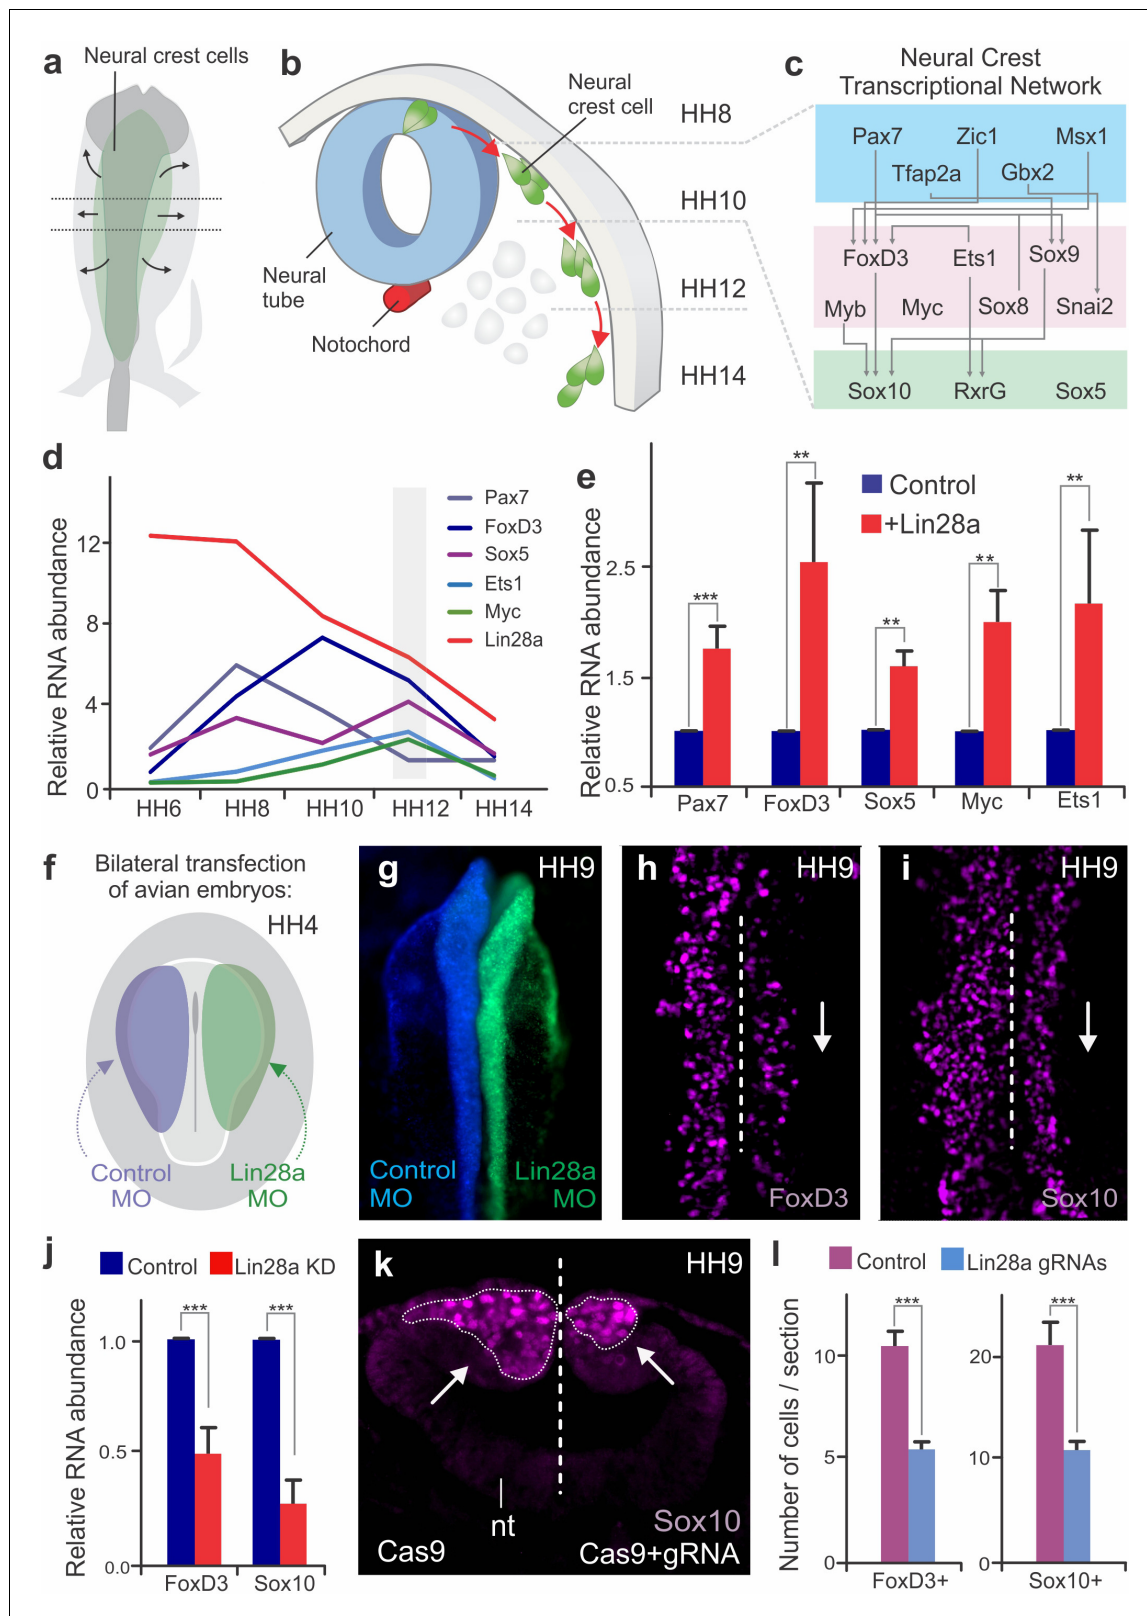 a
Neural crest cells
b
Neural
crest cell
Neural
tube
Notochord
HH8
HH10
HH12
HH14
c
Neural Crest
Transcriptional Network
Pax7 Zic1 Msx1
Tfap2a Gbx2
FoxD3 Ets1 Sox9
Myb Myc Sox8 Snai2
Sox10 RxrG Sox5
d
Relative RNA abundance
12
8
4
0
HH6 HH8 HH10 HH12 HH14
Pax7
FoxD3
Sox5
Ets1
Myc
Lin28a
e
Relative RNA abundance
2.5
1.5
0.5
Control
+Lin28a
*** ** ** ** **
Pax7 FoxD3 Sox5 Myc Ets1
f
Bilateral transfection
of avian embryos:
HH4
Control
MO
Lin28a
MO
g
HH9
Control
MO
Lin28a
MO
h
HH9
FoxD3
i
HH9
Sox10
j
Control Lin28a KD
Relative RNA abundance
1.0
0.5
0.0
*** ***
FoxD3 Sox10
k
HH9
nt
Sox10
Cas9
Cas9+gRNA
l
Control Lin28a gRNAs
Number of cells / section
10
5
0
***
FoxD3+
20
10
0
***
Sox10+